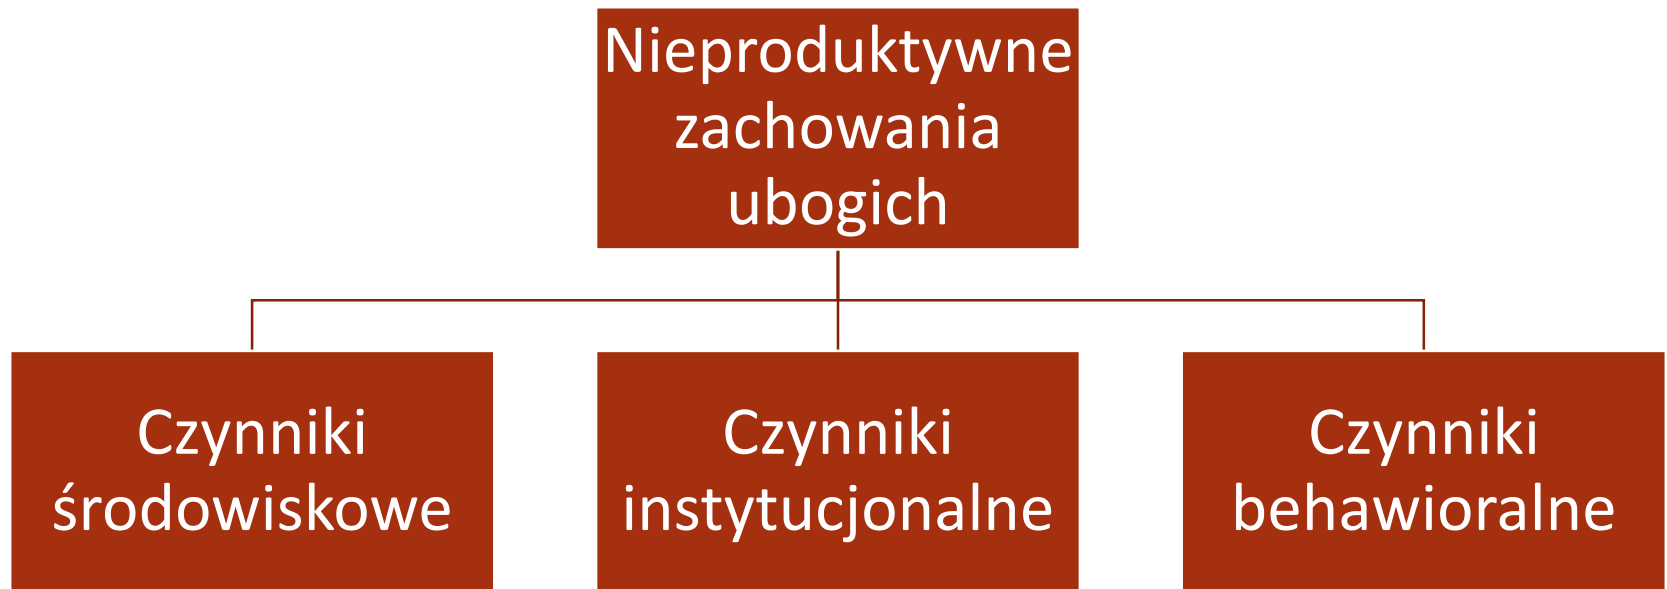 Nieproduktywne
zachowania
ubogich
Czynniki
środowiskowe
Czynniki
instytucjonalne
Czynniki
behawioralne